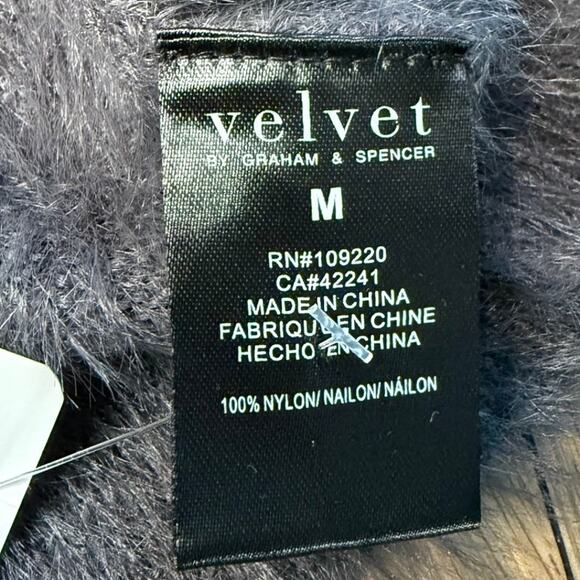 velvet
BY GRAHAM & SPENCER
M
RN#109220
CA#42241
MADE IN CHINA
FABRIQUÉ EN CHINE
HECHO EN CHINA
100% NYLON/ NAILON/ NÁILON